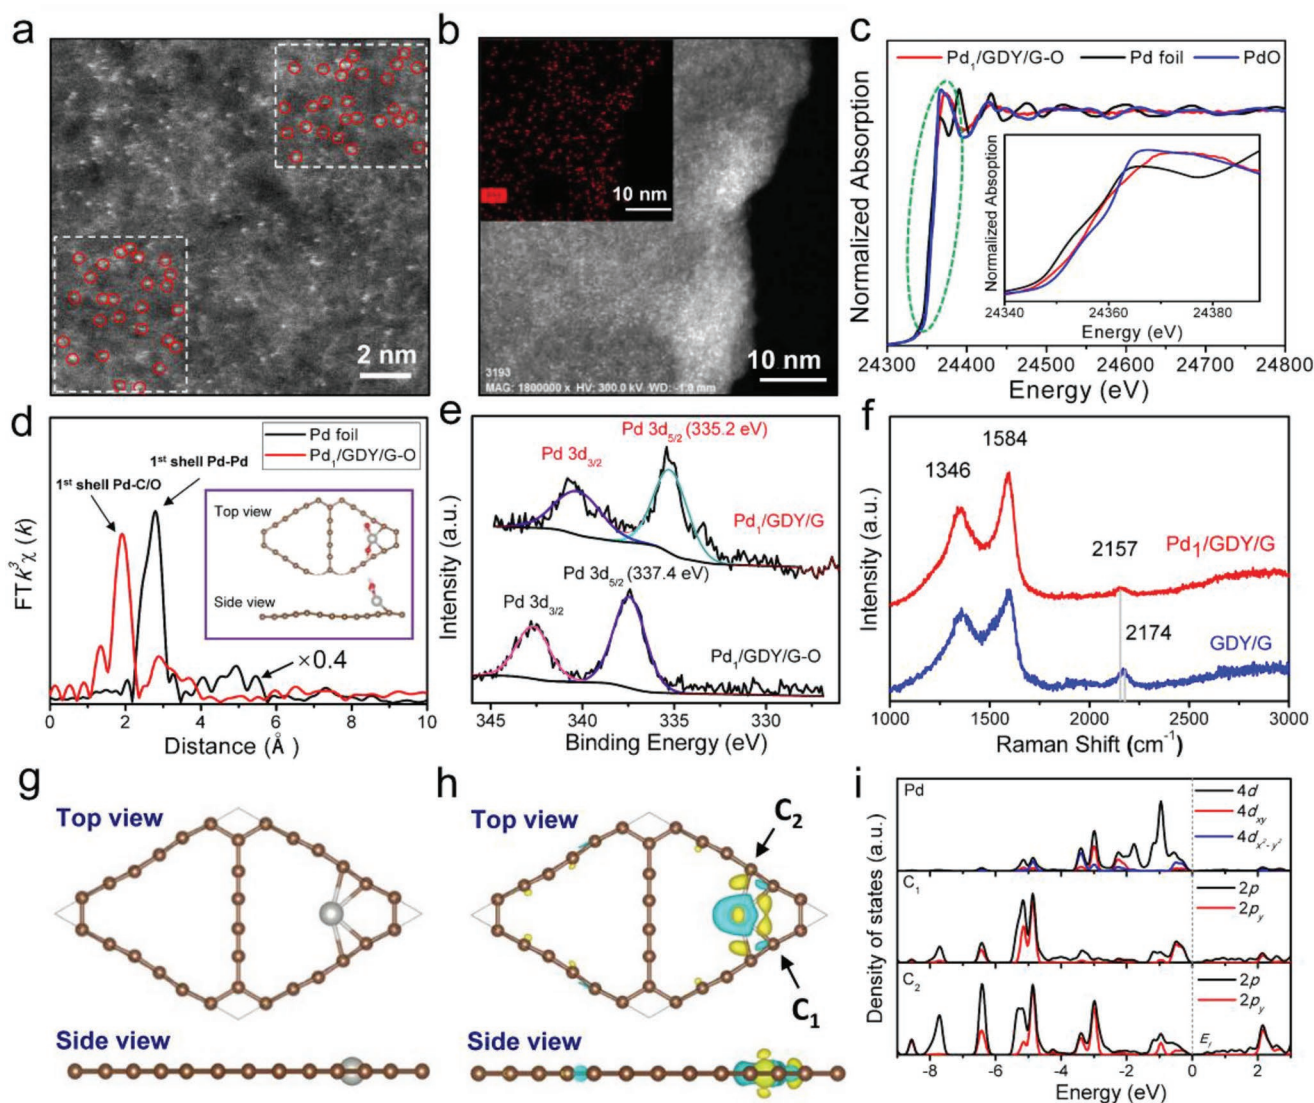 a
2 nm
b
10 nm
3193
MAG: 1800000 x HV: 300.0 kV WD: -1.0 mm
10 nm
c
Pd₁/GDY/G-O Pd foil PdO
Normalized Absorption
Normalized Absoption
24340 24360 24380
Energy (eV)
24300 24400 24500 24600 24700 24800
Energy (eV)
d
Pd foil
Pd₁/GDY/G-O
1st shell Pd-Pd
1st shell Pd-C/O
Top view
Side view
×0.4
FTk³χ (k)
0 2 4 6 8 10
Distance (Å)
e
Pd 3d₅/₂ (335.2 eV)
Pd 3d₃/₂
Pd₁/GDY/G
Pd 3d₅/₂ (337.4 eV)
Pd 3d₃/₂
Pd₁/GDY/G-O
Intensity (a.u.)
345 340 335 330
Binding Energy (eV)
f
1584
1346
2157
Pd₁/GDY/G
2174
GDY/G
Intensity (a.u.)
1000 1500 2000 2500 3000
Raman Shift (cm⁻¹)
g
Top view
Side view
h
Top view
C₂
C₁
Side view
i
Pd
4d
4dxy
4dx²-y²
C₁
2p
2py
C₂
2p
2py
Ef
Density of states (a.u.)
-8 -6 -4 -2 0 2
Energy (eV)